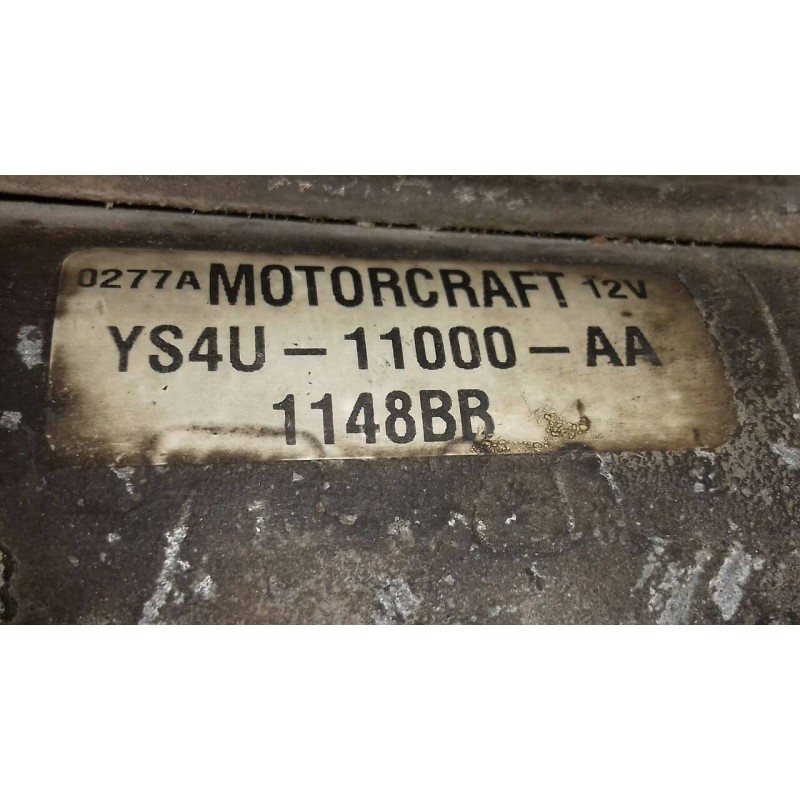 0277A MOTORCRAFT 12V
YS4U-11000-AA
1148BB